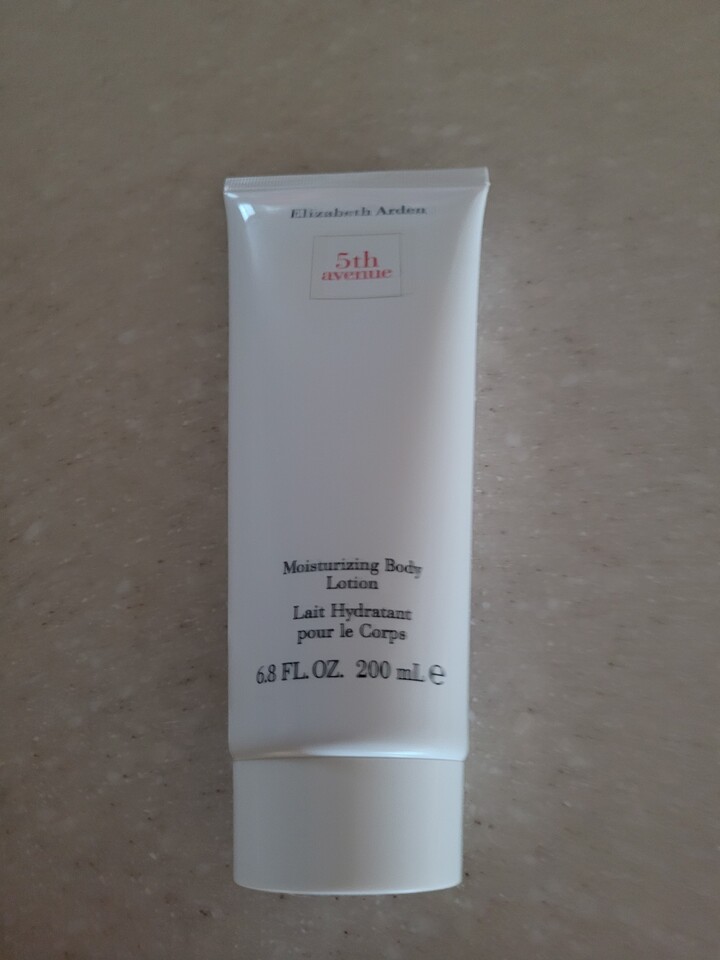 Elizabeth Arden
5th
avenue
Moisturizing Body
Lotion
Lait Hydratant
pour le Corps
6.8 FL. OZ. 200 mL ℮